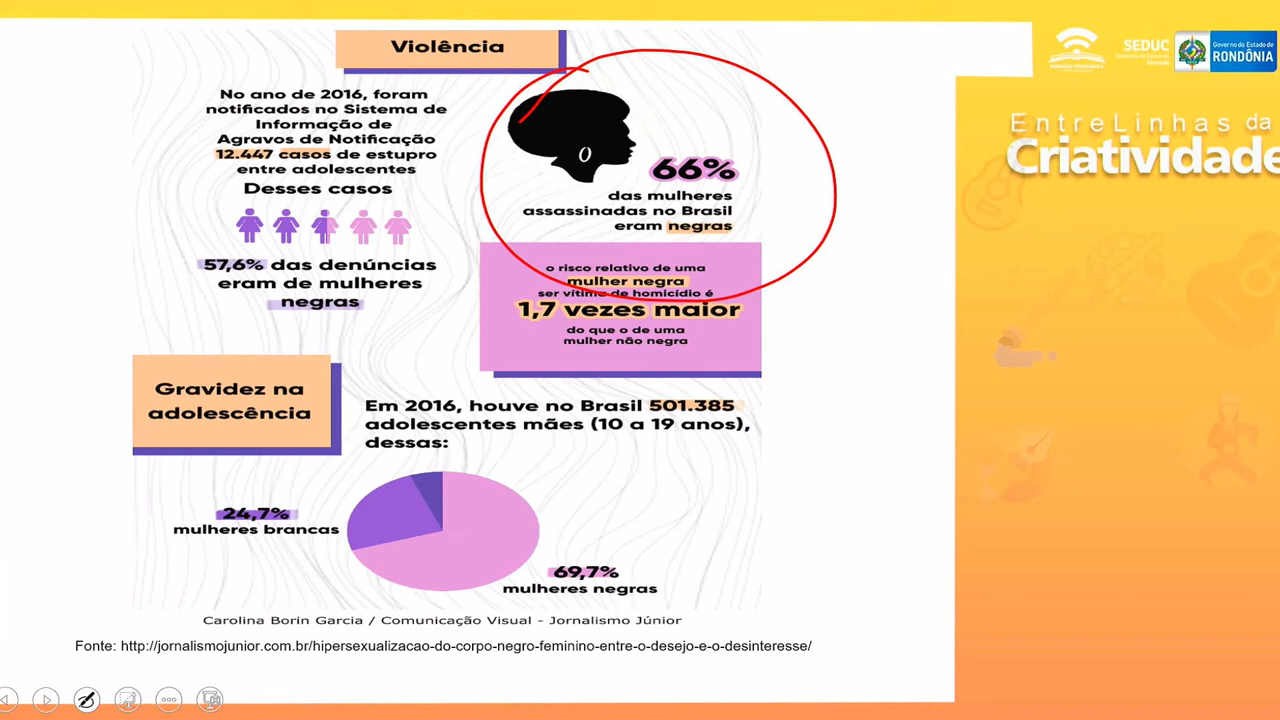 Violência
No ano de 2016, foram
notificados no Sistema de
Informação de
Agravos de Notificação
12.447 casos de estupro
entre adolescentes
Desses casos
57,6% das denúncias
eram de mulheres
negras
66%
das mulheres
assassinadas no Brasil
eram negras
o risco relativo de uma
mulher negra
ser vítima de homicídio é
1,7 vezes maior
do que o de uma
mulher não negra
Gravidez na
adolescência
Em 2016, houve no Brasil 501.385
adolescentes mães (10 a 19 anos),
dessas:
24,7%
mulheres brancas
69,7%
mulheres negras
Carolina Borin Garcia / Comunicação Visual - Jornalismo Júnior
Fonte: http://jornalismojunior.com.br/hipersexualizacao-do-corpo-negro-feminino-entre-o-desejo-e-o-desinteresse/
SEDUC
Governo do Estado de
RONDÔNIA
EntreLinhas da
Criatividade